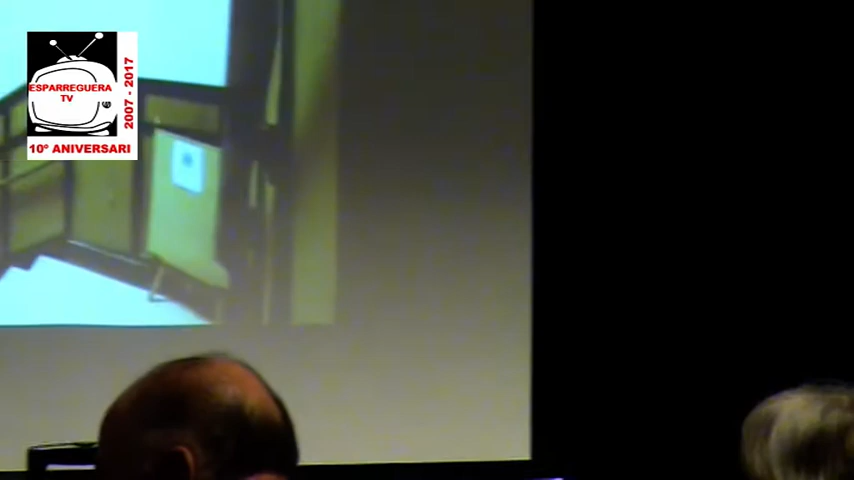 ESPARREGUERA
TV
2007 - 2017
10º ANIVERSARI